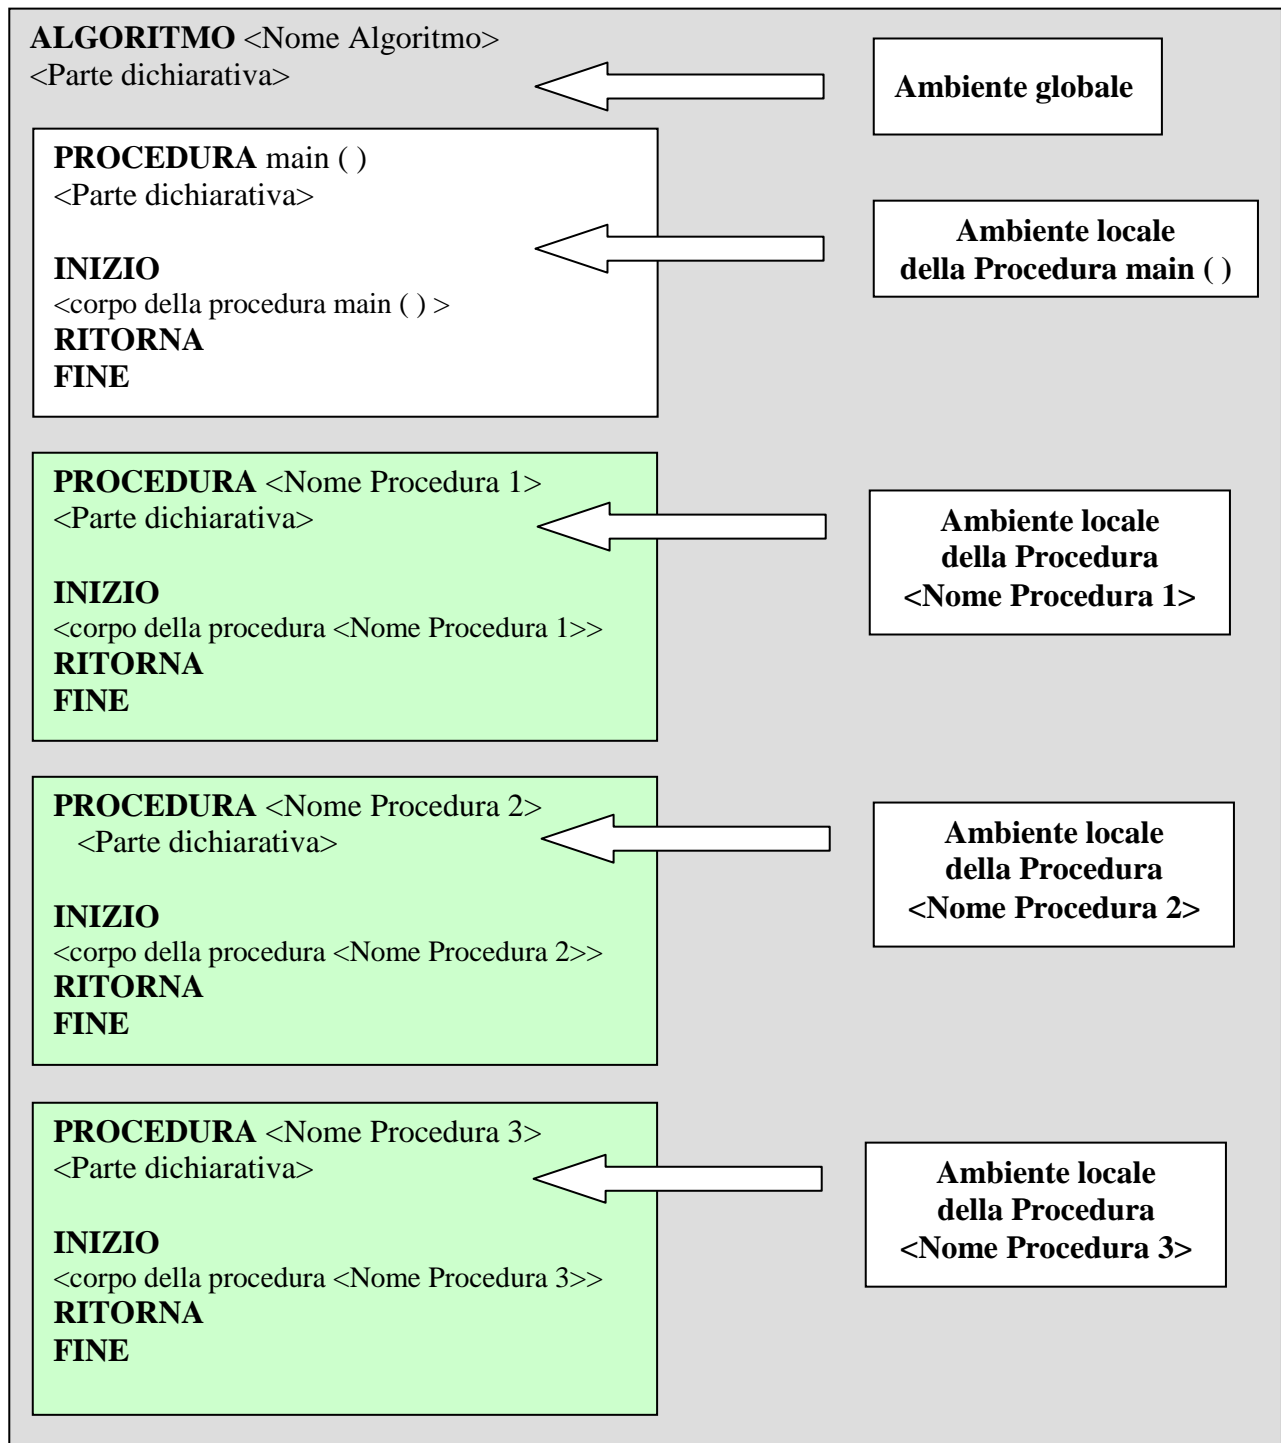 ALGORITMO <Nome Algoritmo>
<Parte dichiarativa>
Ambiente globale
PROCEDURA main ( )
<Parte dichiarativa>
Ambiente locale
della Procedura main ( )
INIZIO
<corpo della procedura main ( ) >
RITORNA
FINE
PROCEDURA <Nome Procedura 1>
<Parte dichiarativa>
Ambiente locale
della Procedura
<Nome Procedura 1>
INIZIO
<corpo della procedura <Nome Procedura 1>>
RITORNA
FINE
PROCEDURA <Nome Procedura 2>
<Parte dichiarativa>
Ambiente locale
della Procedura
<Nome Procedura 2>
INIZIO
<corpo della procedura <Nome Procedura 2>>
RITORNA
FINE
PROCEDURA <Nome Procedura 3>
<Parte dichiarativa>
Ambiente locale
della Procedura
<Nome Procedura 3>
INIZIO
<corpo della procedura <Nome Procedura 3>>
RITORNA
FINE